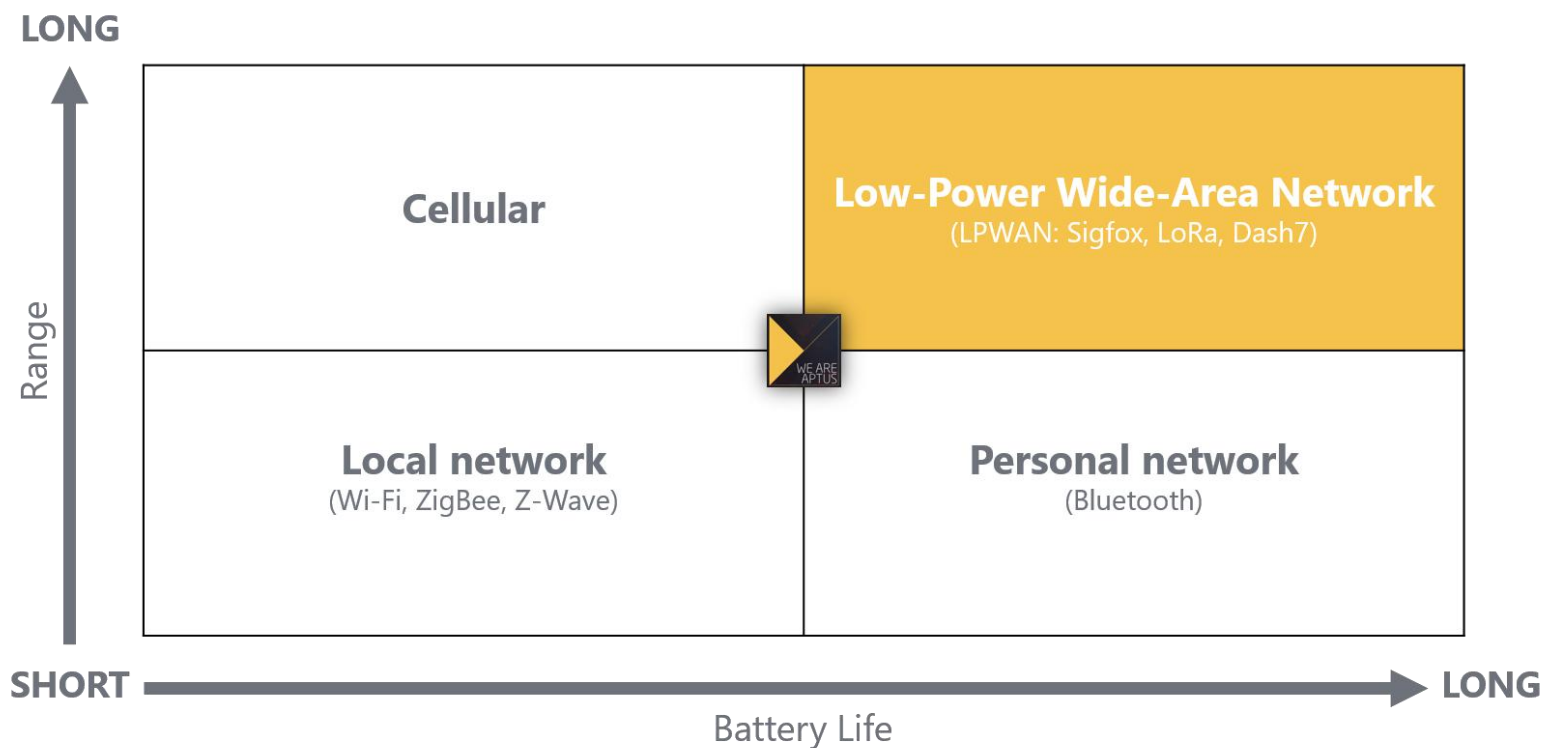 LONG
Cellular
Low-Power Wide-Area Network
(LPWAN: Sigfox, LoRa, Dash7)
Range
WE ARE
APTUS
Local network
(Wi-Fi, ZigBee, Z-Wave)
Personal network
(Bluetooth)
SHORT
LONG
Battery Life